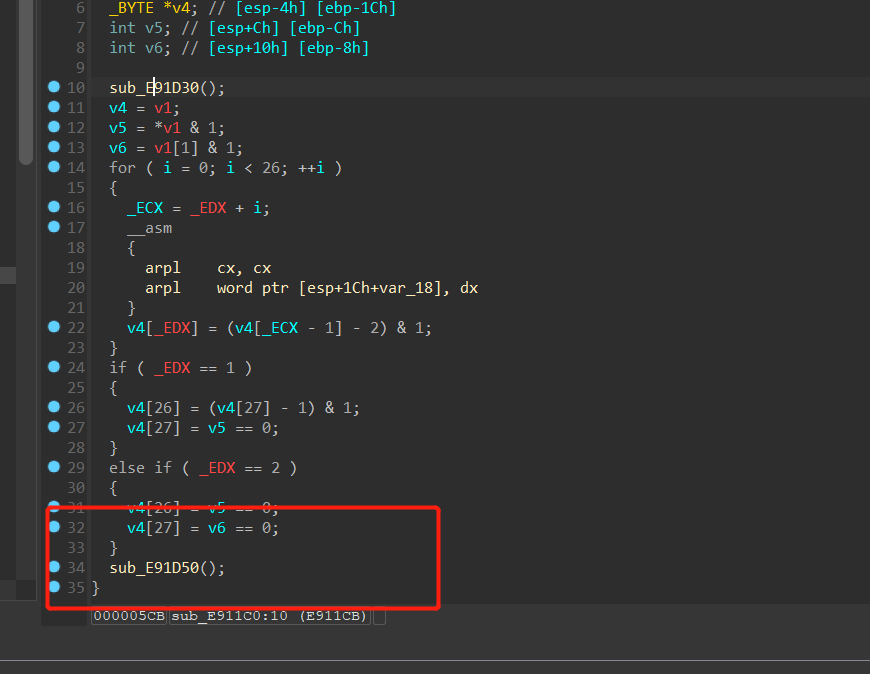 6 _BYTE *v4; // [esp-4h] [ebp-1Ch]
7 int v5; // [esp+Ch] [ebp-Ch]
8 int v6; // [esp+10h] [ebp-8h]
9
10 sub_E91D30();
11 v4 = v1;
12 v5 = *v1 & 1;
13 v6 = v1[1] & 1;
14 for ( i = 0; i < 26; ++i )
15 {
16 _ECX = _EDX + i;
17 __asm
18 {
19 arpl cx, cx
20 arpl word ptr [esp+1Ch+var_18], dx
21 }
22 v4[_EDX] = (v4[_ECX - 1] - 2) & 1;
23 }
24 if ( _EDX == 1 )
25 {
26 v4[26] = (v4[27] - 1) & 1;
27 v4[27] = v5 == 0;
28 }
29 else if ( _EDX == 2 )
30 {
31 v4[26] = v5 == 0;
32 v4[27] = v6 == 0;
33 }
34 sub_E91D50();
35 }
000005CB sub_E911C0:10 (E911CB)